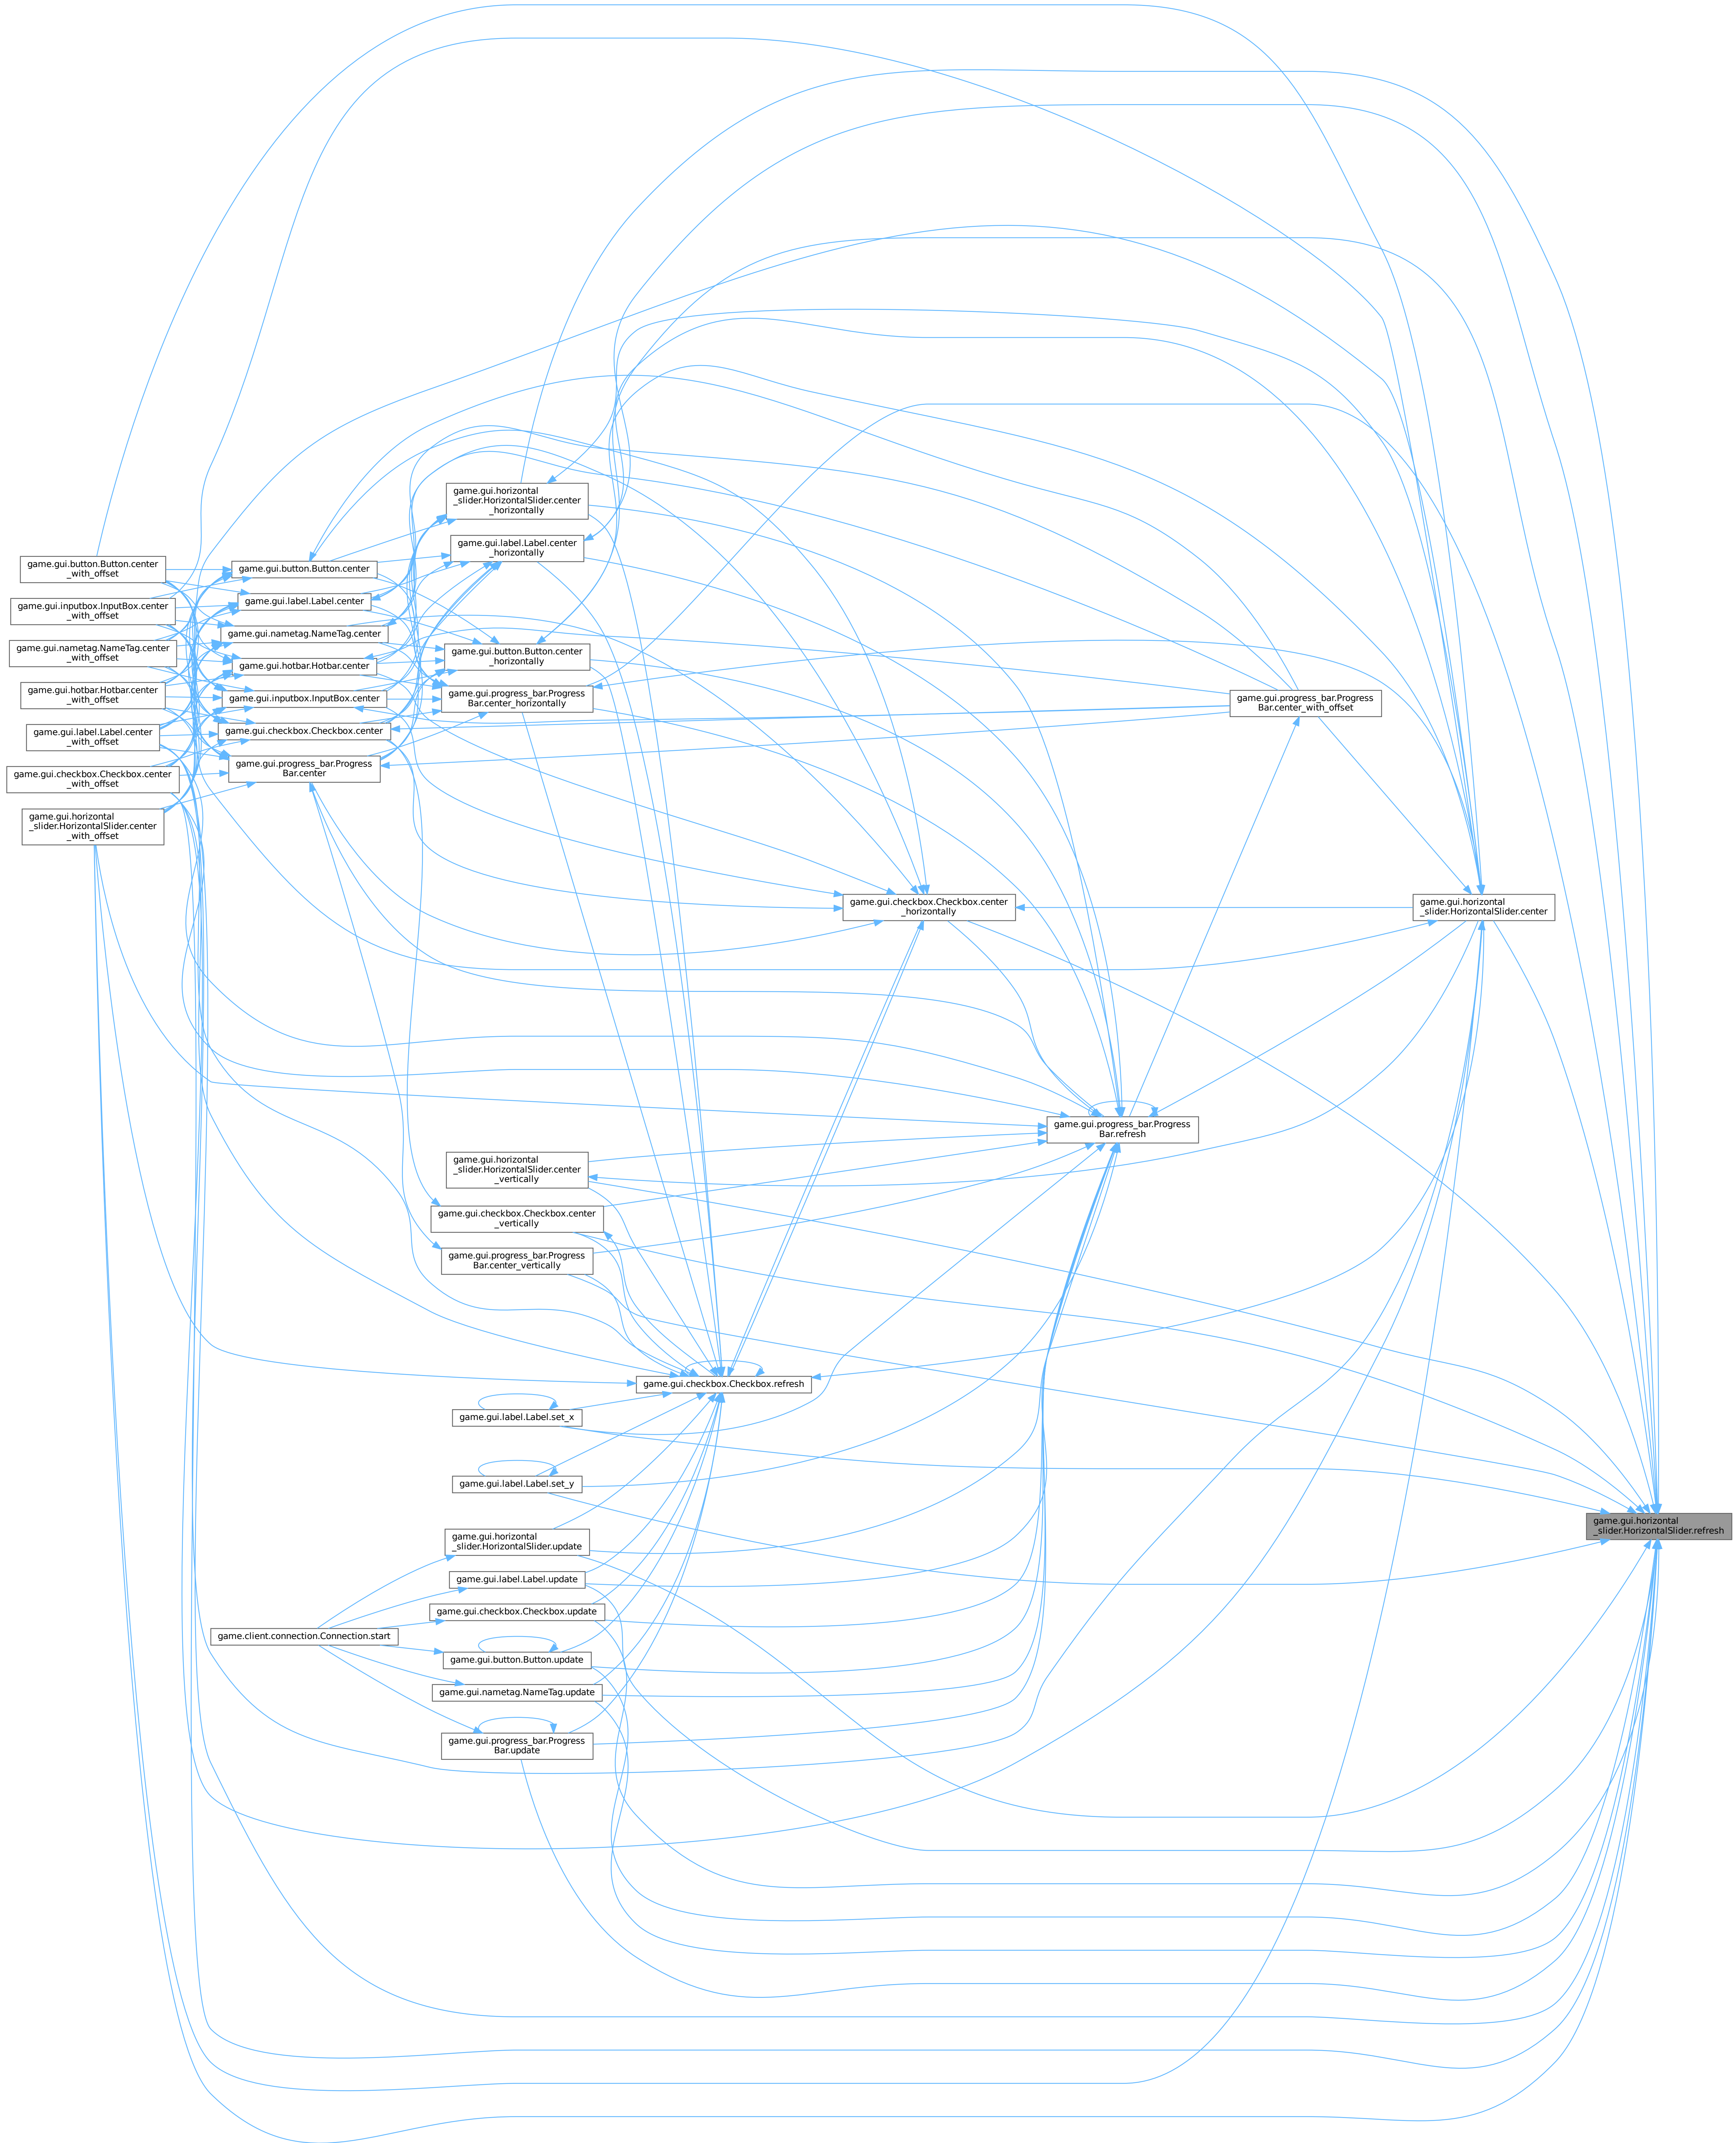 game.gui.horizontal
_slider.HorizontalSlider.center
_horizontally
game.gui.label.Label.center
_horizontally
game.gui.button.Button.center
_with_offset
game.gui.button.Button.center
game.gui.inputbox.InputBox.center
_with_offset
game.gui.label.Label.center
game.gui.nametag.NameTag.center
game.gui.nametag.NameTag.center
_with_offset
game.gui.button.Button.center
_horizontally
game.gui.hotbar.Hotbar.center
game.gui.hotbar.Hotbar.center
_with_offset
game.gui.inputbox.InputBox.center
game.gui.progress_bar.Progress
Bar.center_horizontally
game.gui.progress_bar.Progress
Bar.center_with_offset
game.gui.label.Label.center
_with_offset
game.gui.checkbox.Checkbox.center
game.gui.checkbox.Checkbox.center
_with_offset
game.gui.progress_bar.Progress
Bar.center
game.gui.horizontal
_slider.HorizontalSlider.center
_with_offset
game.gui.checkbox.Checkbox.center
_horizontally
game.gui.horizontal
_slider.HorizontalSlider.center
game.gui.progress_bar.Progress
Bar.refresh
game.gui.horizontal
_slider.HorizontalSlider.center
_vertically
game.gui.checkbox.Checkbox.center
_vertically
game.gui.progress_bar.Progress
Bar.center_vertically
game.gui.checkbox.Checkbox.refresh
game.gui.label.Label.set_x
game.gui.label.Label.set_y
game.gui.horizontal
_slider.HorizontalSlider.refresh
game.gui.horizontal
_slider.HorizontalSlider.update
game.gui.label.Label.update
game.gui.checkbox.Checkbox.update
game.client.connection.Connection.start
game.gui.button.Button.update
game.gui.nametag.NameTag.update
game.gui.progress_bar.Progress
Bar.update